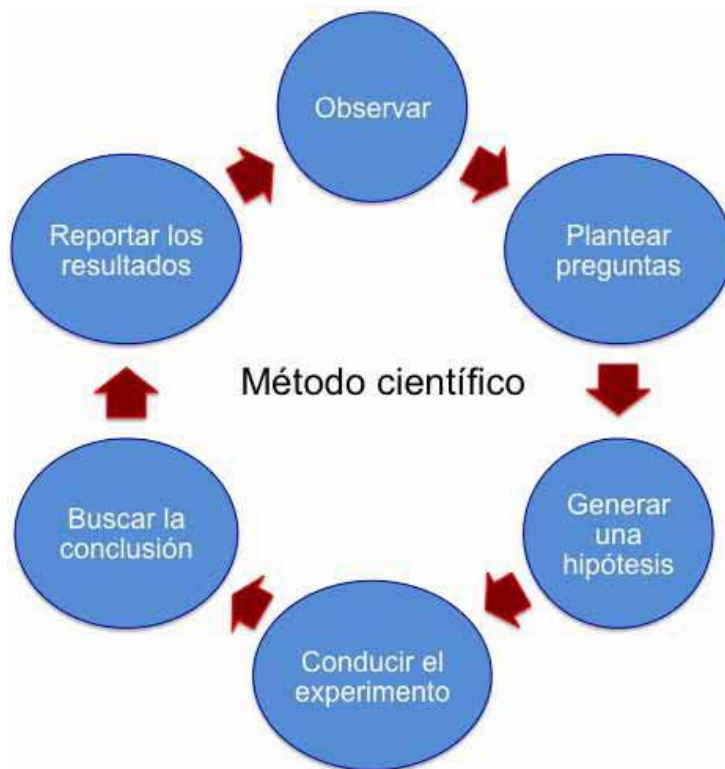 Observar
Plantear
preguntas
Generar
una
hipótesis
Conducir el
experimento
Buscar la
conclusión
Reportar los
resultados
Método científico